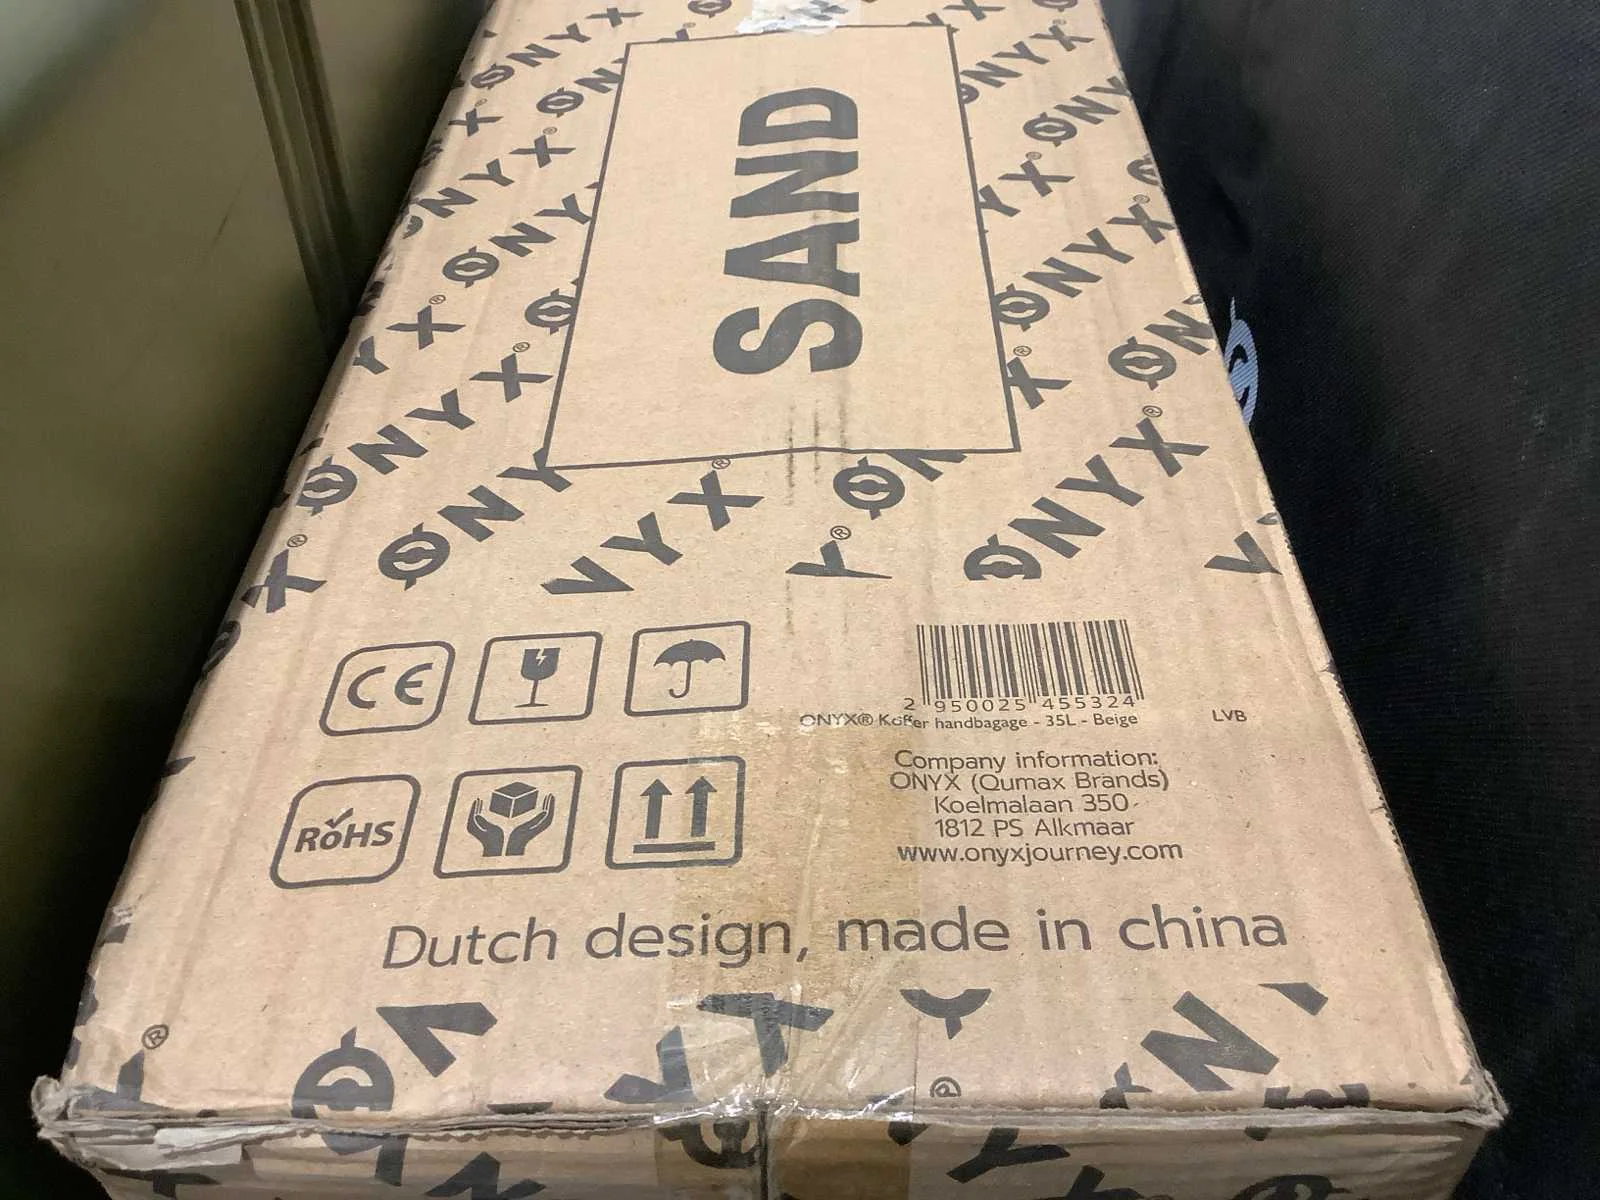 ONYX®
SAND
CE
RoHS
2 950025 455324
ONYX® Koffer handbagage - 35L - Beige
LVB
Company information:
ONYX (Qumax Brands)
Koelmalaan 350
1812 PS Alkmaar
www.onyxjourney.com
Dutch design, made in china